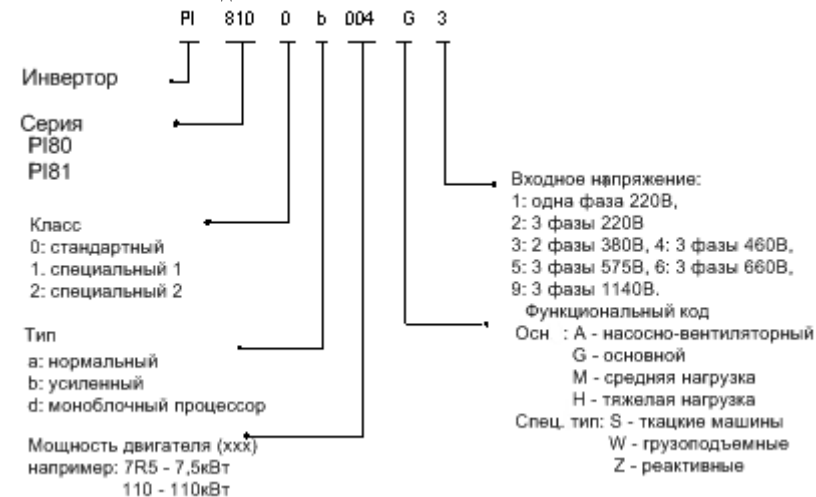 PI 810 0 b 004 G 3
Инвертор
Серия
PI80
PI81
Класс
0: стандартный
1. специальный 1
2: специальный 2
Тип
a: нормальный
b: усиленный
d: моноблочный процессор
Мощность двигателя (xxx)
например: 7R5 - 7,5кВт
110 - 110кВт
Входное напряжение:
1: одна фаза 220В,
2: 3 фазы 220В
3: 2 фазы 380В, 4: 3 фазы 460В,
5: 3 фазы 575В, 6: 3 фазы 660В,
9: 3 фазы 1140В.
Функциональный код
Осн : A - насосно-вентиляторный
G - основной
M - средняя нагрузка
H - тяжелая нагрузка
Спец. тип: S - ткацкие машины
W - грузоподъемные
Z - реактивные